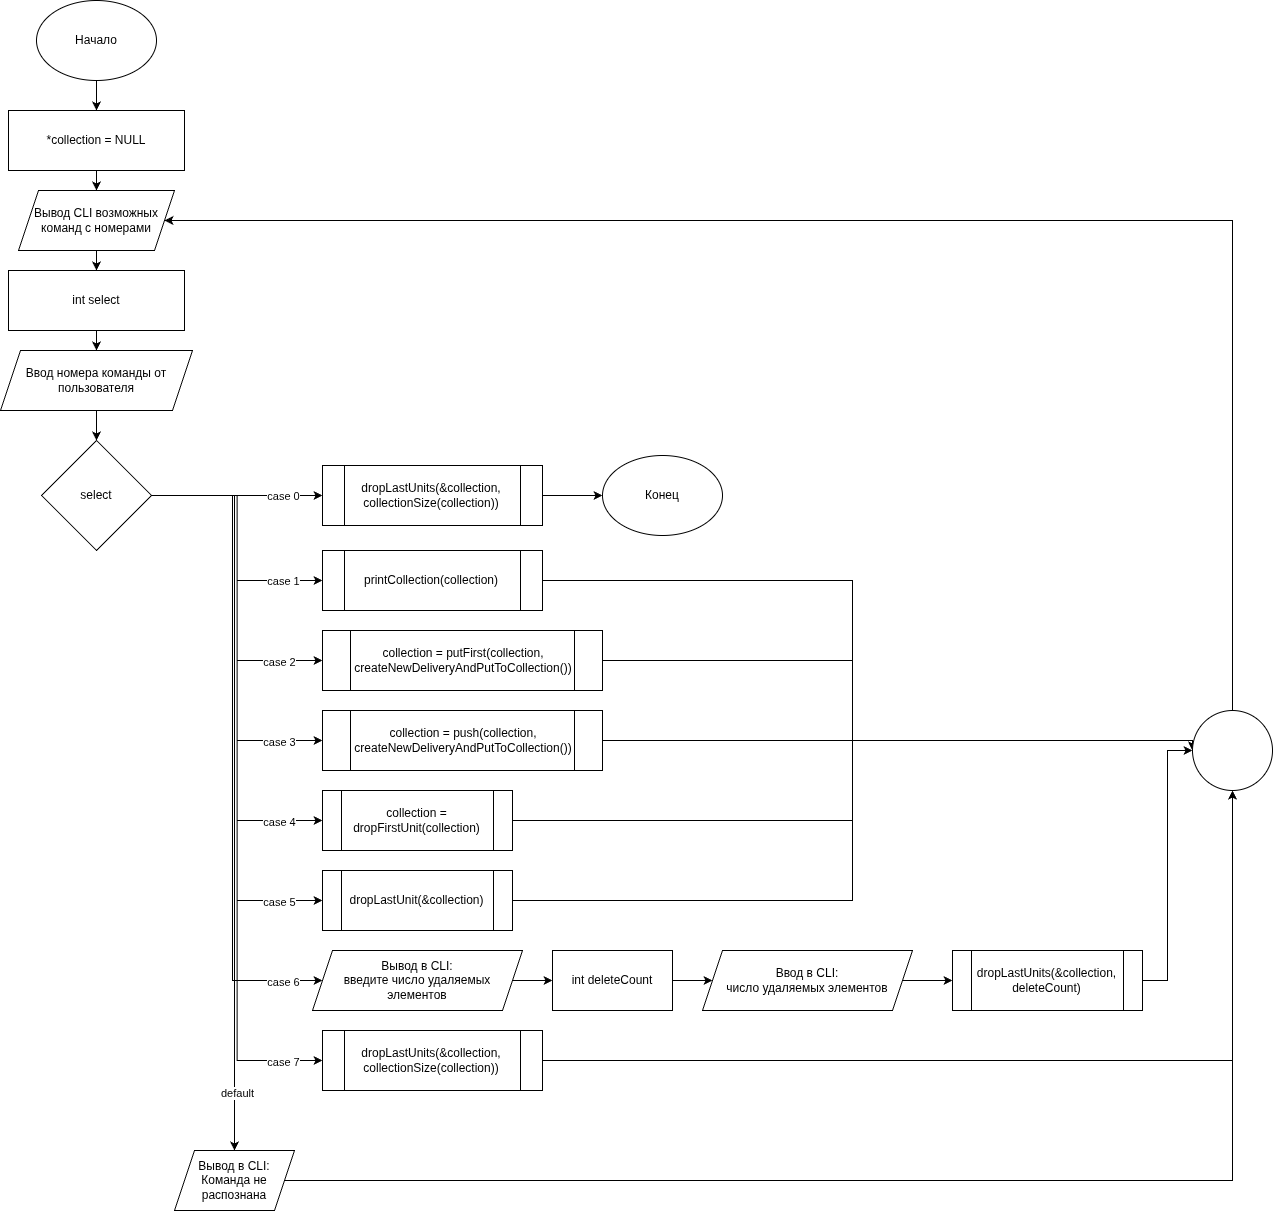 Начало
*collection = NULL
Вывод CLI возможных
команд с номерами
int select
Ввод номера команды от
пользователя
select
case 0
dropLastUnits(&collection,
collectionSize(collection))
Конец
case 1
printCollection(collection)
case 2
collection = putFirst(collection,
createNewDeliveryAndPutToCollection())
case 3
collection = push(collection,
createNewDeliveryAndPutToCollection())
case 4
collection =
dropFirstUnit(collection)
case 5
dropLastUnit(&collection)
case 6
Вывод в CLI:
введите число удаляемых
элементов
int deleteCount
Ввод в CLI:
число удаляемых элементов
dropLastUnits(&collection,
deleteCount)
case 7
dropLastUnits(&collection,
collectionSize(collection))
default
Вывод в CLI:
Команда не
распознана